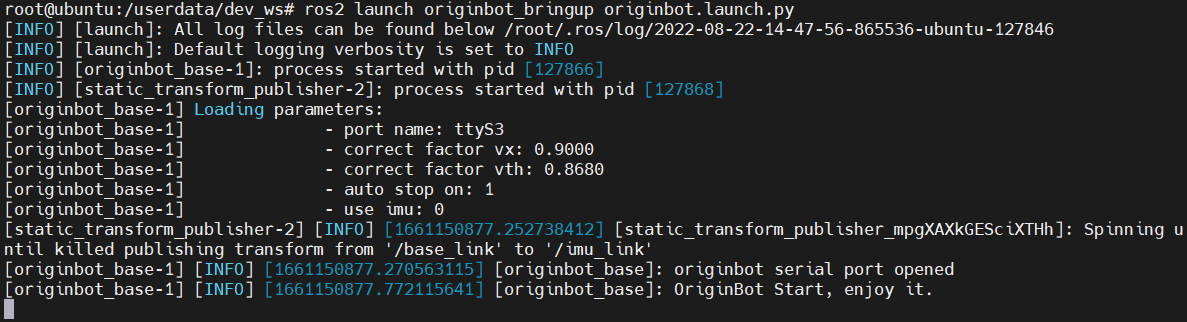 root@ubuntu:/userdata/dev_ws# ros2 launch originbot_bringup originbot.launch.py
[INFO] [launch]: All log files can be found below /root/.ros/log/2022-08-22-14-47-56-865536-ubuntu-127846
[INFO] [launch]: Default logging verbosity is set to INFO
[INFO] [originbot_base-1]: process started with pid [127866]
[INFO] [static_transform_publisher-2]: process started with pid [127868]
[originbot_base-1] Loading parameters:
[originbot_base-1]            - port name: ttyS3
[originbot_base-1]            - correct factor vx: 0.9000
[originbot_base-1]            - correct factor vth: 0.8680
[originbot_base-1]            - auto stop on: 1
[originbot_base-1]            - use imu: 0
[static_transform_publisher-2] [INFO] [1661150877.252738412] [static_transform_publisher_mpgXAXkGESciXTHh]: Spinning u
ntil killed publishing transform from '/base_link' to '/imu_link'
[originbot_base-1] [INFO] [1661150877.270563115] [originbot_base]: originbot serial port opened
[originbot_base-1] [INFO] [1661150877.772115641] [originbot_base]: OriginBot Start, enjoy it.